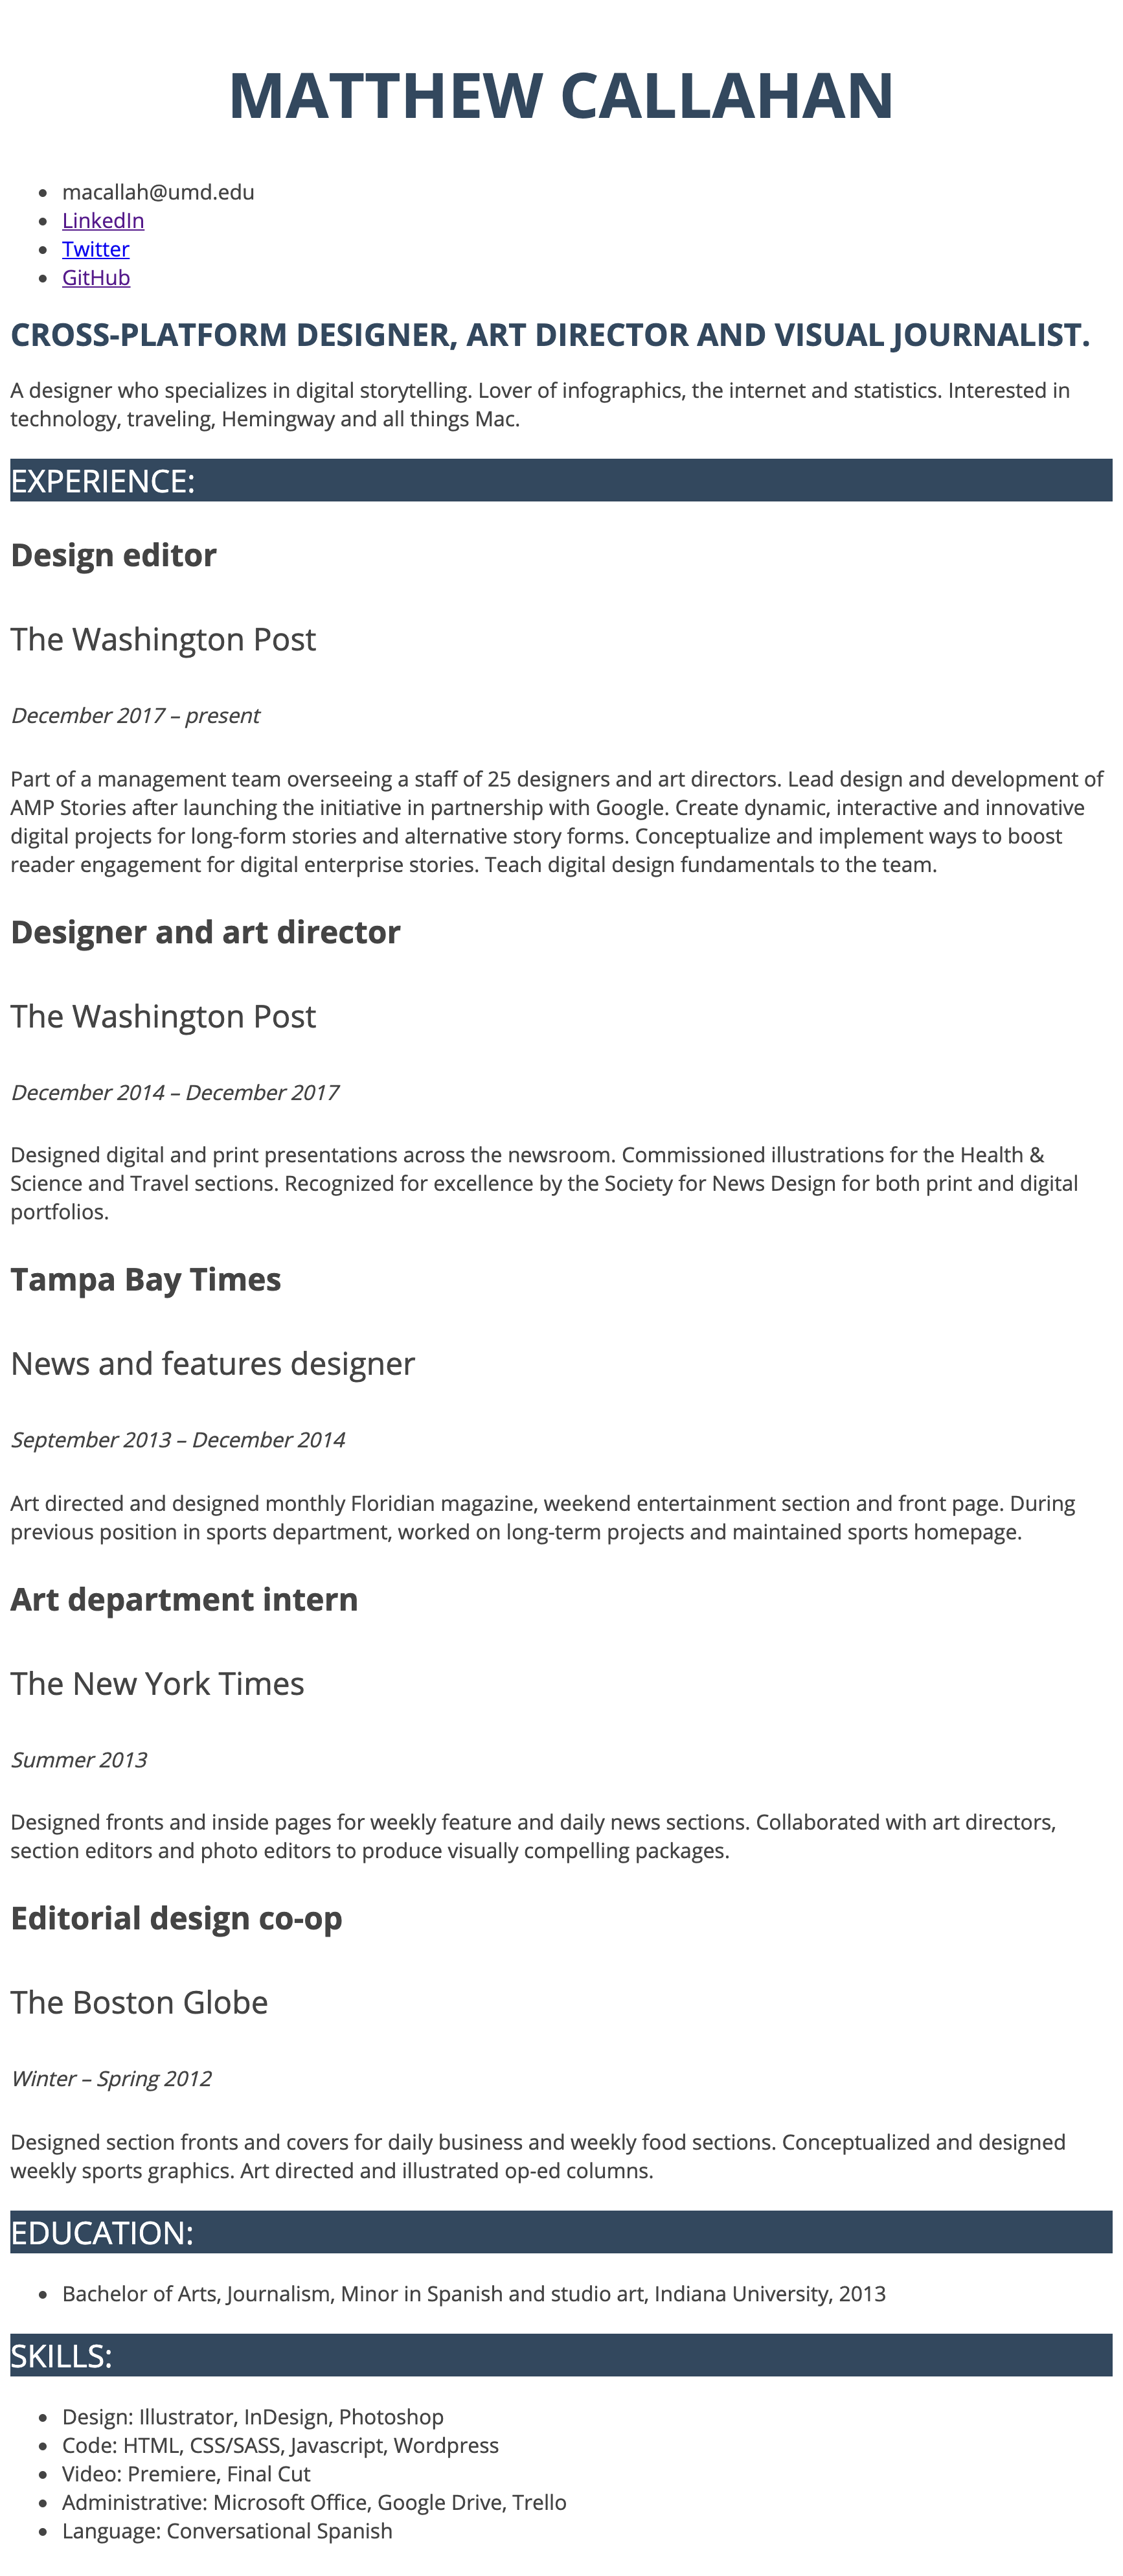 MATTHEW CALLAHAN
macallah@umd.edu
LinkedIn
Twitter
GitHub
CROSS-PLATFORM DESIGNER, ART DIRECTOR AND VISUAL JOURNALIST.
A designer who specializes in digital storytelling. Lover of infographics, the internet and statistics. Interested in
technology, traveling, Hemingway and all things Mac.
EXPERIENCE:
Design editor
The Washington Post
December 2017 – present
Part of a management team overseeing a staff of 25 designers and art directors. Lead design and development of
AMP Stories after launching the initiative in partnership with Google. Create dynamic, interactive and innovative
digital projects for long-form stories and alternative story forms. Conceptualize and implement ways to boost
reader engagement for digital enterprise stories. Teach digital design fundamentals to the team.
Designer and art director
The Washington Post
December 2014 – December 2017
Designed digital and print presentations across the newsroom. Commissioned illustrations for the Health &
Science and Travel sections. Recognized for excellence by the Society for News Design for both print and digital
portfolios.
Tampa Bay Times
News and features designer
September 2013 – December 2014
Art directed and designed monthly Floridian magazine, weekend entertainment section and front page. During
previous position in sports department, worked on long-term projects and maintained sports homepage.
Art department intern
The New York Times
Summer 2013
Designed fronts and inside pages for weekly feature and daily news sections. Collaborated with art directors,
section editors and photo editors to produce visually compelling packages.
Editorial design co-op
The Boston Globe
Winter – Spring 2012
Designed section fronts and covers for daily business and weekly food sections. Conceptualized and designed
weekly sports graphics. Art directed and illustrated op-ed columns.
EDUCATION:
Bachelor of Arts, Journalism, Minor in Spanish and studio art, Indiana University, 2013
SKILLS:
Design: Illustrator, InDesign, Photoshop
Code: HTML, CSS/SASS, Javascript, Wordpress
Video: Premiere, Final Cut
Administrative: Microsoft Office, Google Drive, Trello
Language: Conversational Spanish